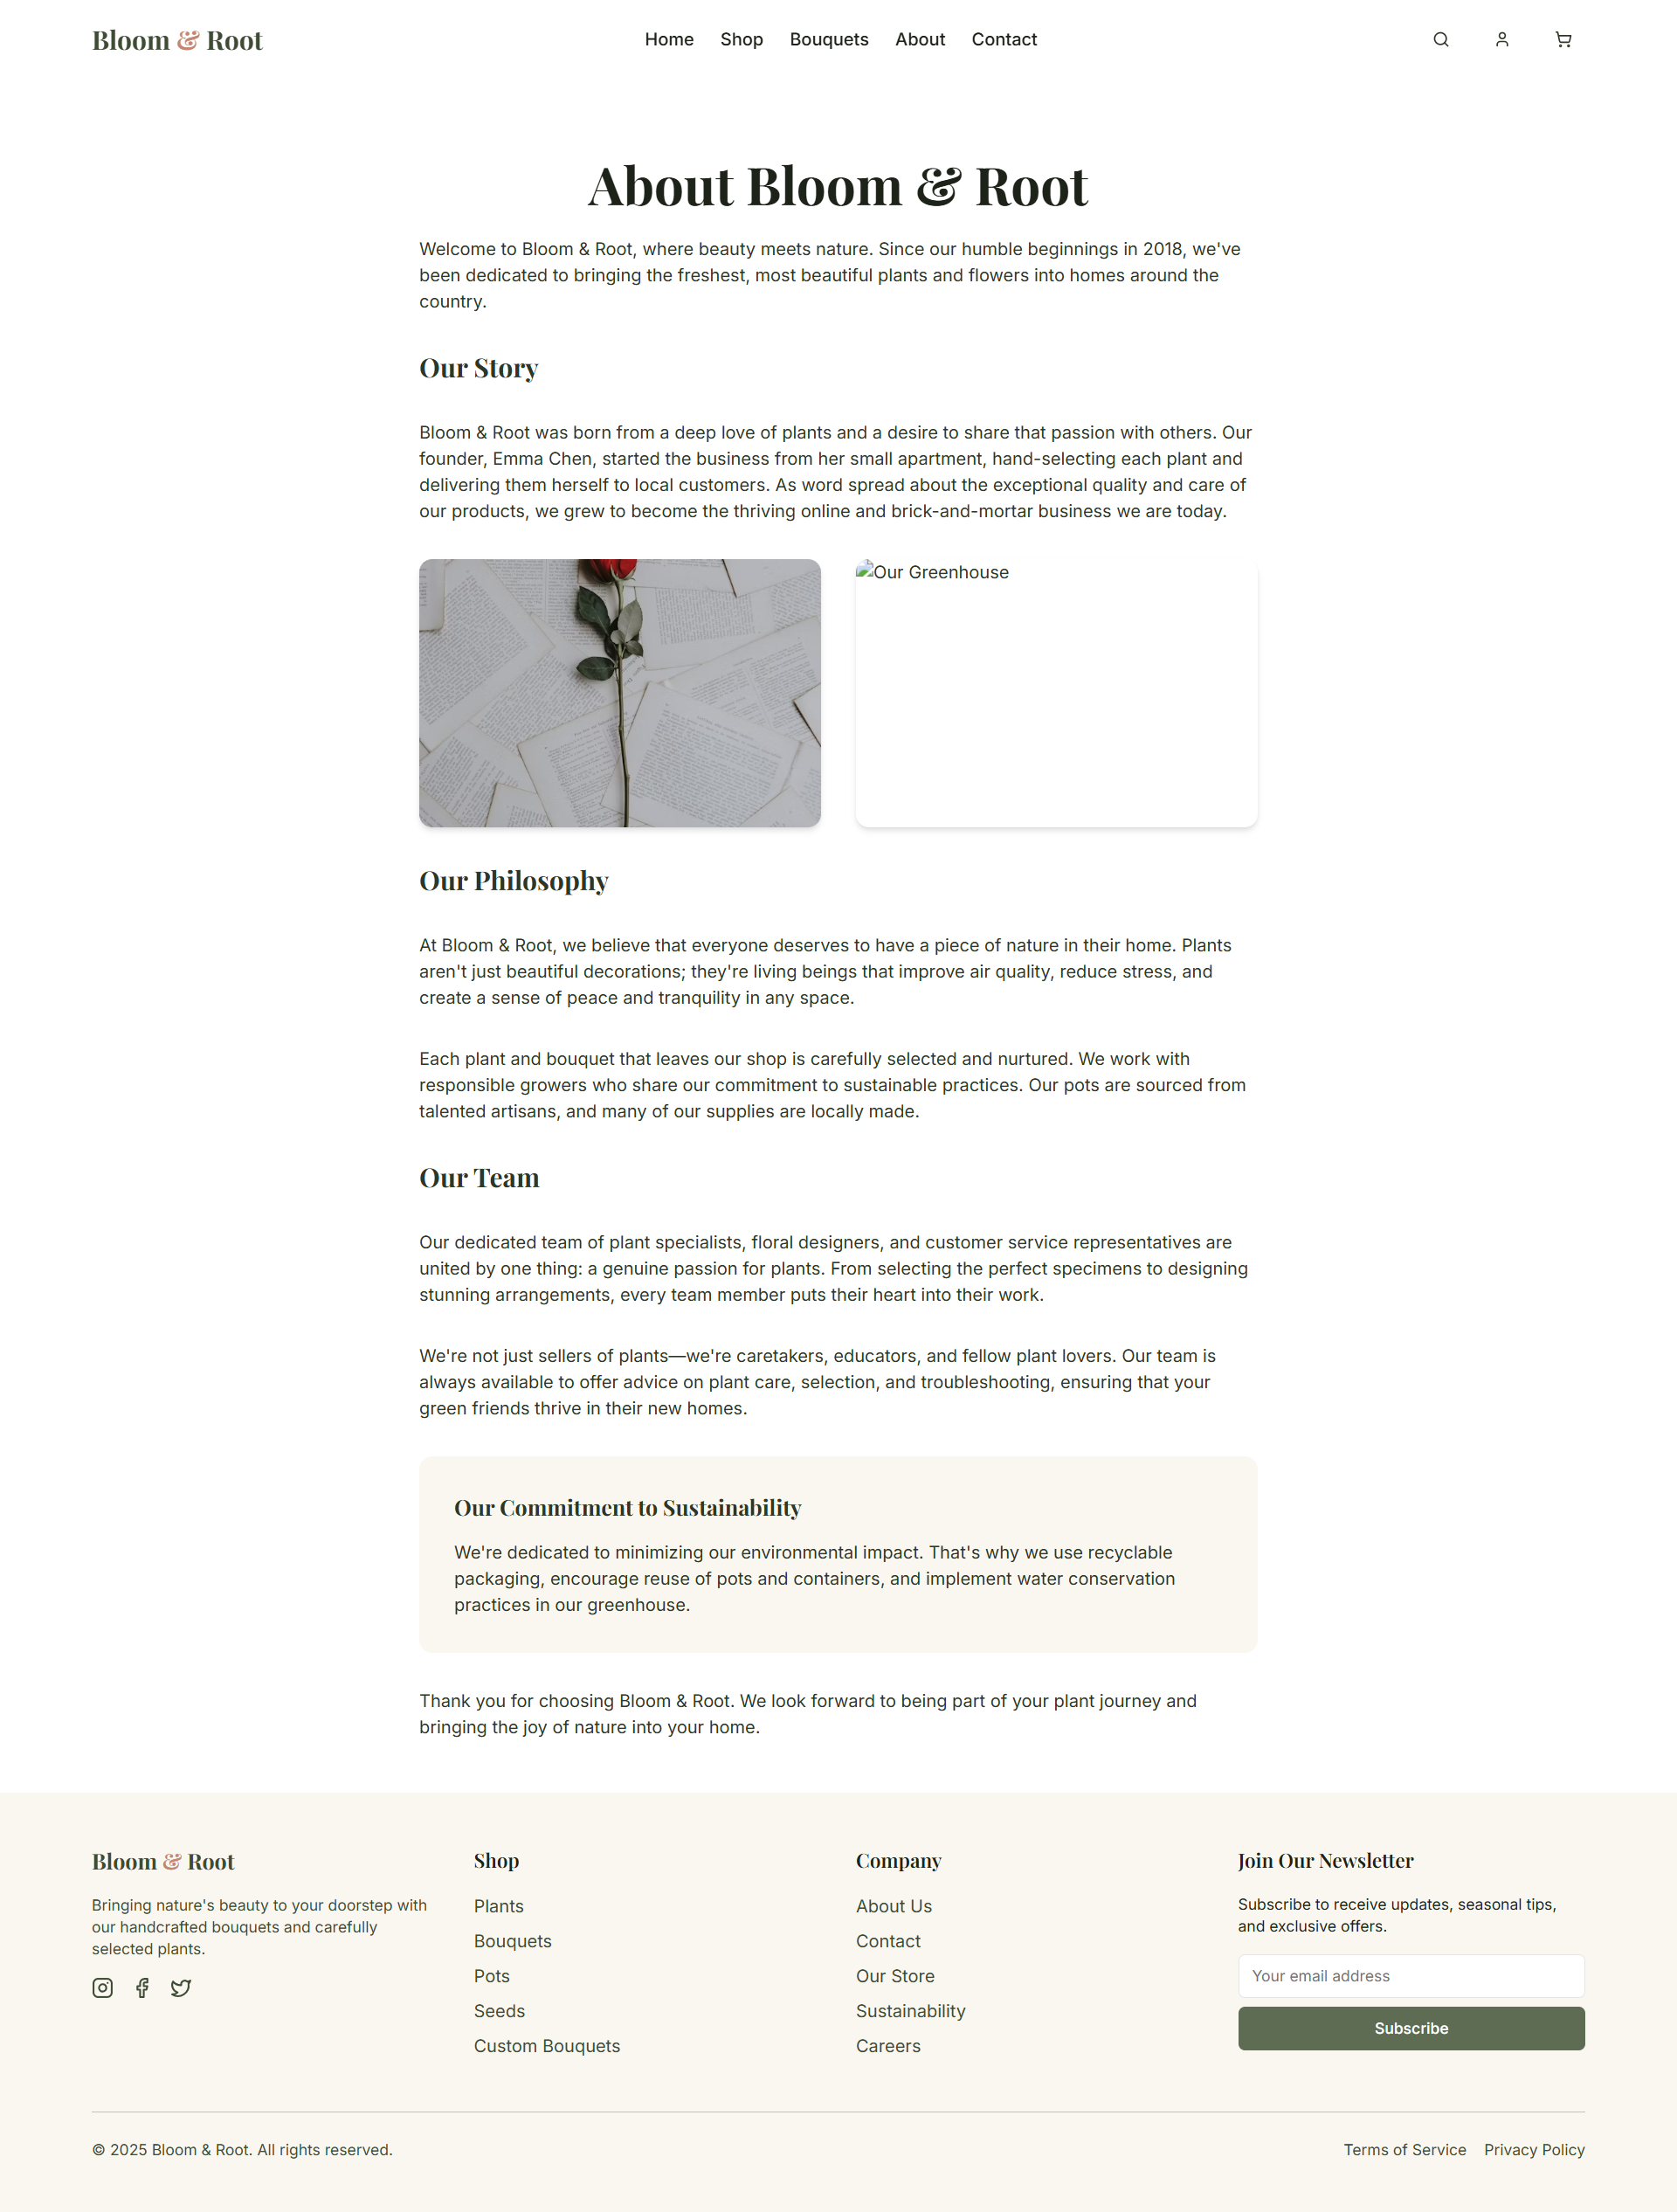 Bloom & Root
Home Shop Bouquets About Contact
About Bloom & Root
Welcome to Bloom & Root, where beauty meets nature. Since our humble beginnings in 2018, we've
been dedicated to bringing the freshest, most beautiful plants and flowers into homes around the
country.
Our Story
Bloom & Root was born from a deep love of plants and a desire to share that passion with others. Our
founder, Emma Chen, started the business from her small apartment, hand-selecting each plant and
delivering them herself to local customers. As word spread about the exceptional quality and care of
our products, we grew to become the thriving online and brick-and-mortar business we are today.
Our Greenhouse
Our Philosophy
At Bloom & Root, we believe that everyone deserves to have a piece of nature in their home. Plants
aren't just beautiful decorations; they're living beings that improve air quality, reduce stress, and
create a sense of peace and tranquility in any space.
Each plant and bouquet that leaves our shop is carefully selected and nurtured. We work with
responsible growers who share our commitment to sustainable practices. Our pots are sourced from
talented artisans, and many of our supplies are locally made.
Our Team
Our dedicated team of plant specialists, floral designers, and customer service representatives are
united by one thing: a genuine passion for plants. From selecting the perfect specimens to designing
stunning arrangements, every team member puts their heart into their work.
We're not just sellers of plants—we're caretakers, educators, and fellow plant lovers. Our team is
always available to offer advice on plant care, selection, and troubleshooting, ensuring that your
green friends thrive in their new homes.
Our Commitment to Sustainability
We're dedicated to minimizing our environmental impact. That's why we use recyclable
packaging, encourage reuse of pots and containers, and implement water conservation
practices in our greenhouse.
Thank you for choosing Bloom & Root. We look forward to being part of your plant journey and
bringing the joy of nature into your home.
Bloom & Root
Bringing nature's beauty to your doorstep with
our handcrafted bouquets and carefully
selected plants.
Shop
Plants
Bouquets
Pots
Seeds
Custom Bouquets
Company
About Us
Contact
Our Store
Sustainability
Careers
Join Our Newsletter
Subscribe to receive updates, seasonal tips,
and exclusive offers.
Your email address
Subscribe
© 2025 Bloom & Root. All rights reserved.
Terms of Service Privacy Policy